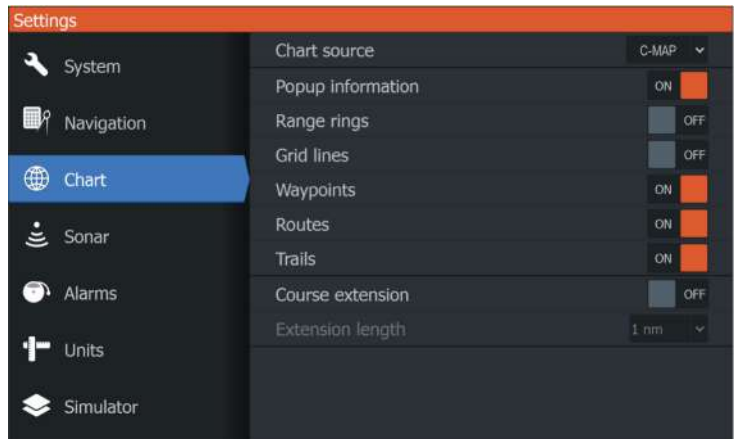 Settings
System
Navigation
Chart
Sonar
Alarms
Units
Simulator
Chart source C-MAP
Popup information ON
Range rings OFF
Grid lines OFF
Waypoints ON
Routes ON
Trails ON
Course extension OFF
Extension length 1 nm